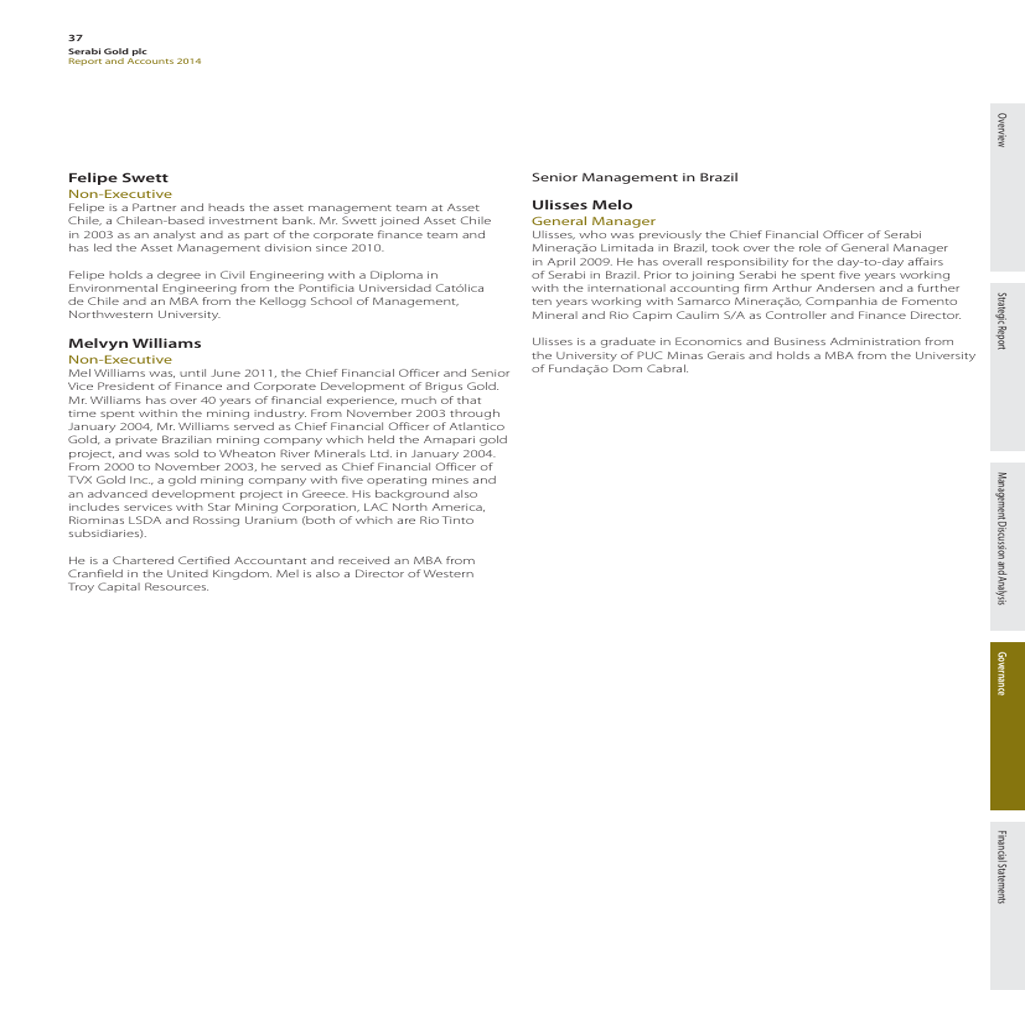 37
Serabi Gold plc
Report and Accounts 2014
Felipe Swett
Non-Executive
Felipe is a Partner and heads the asset management team at Asset
Chile, a Chilean-based investment bank. Mr. Swett joined Asset Chile
in 2003 as an analyst and as part of the corporate finance team and
has led the Asset Management division since 2010.
Felipe holds a degree in Civil Engineering with a Diploma in
Environmental Engineering from the Pontificia Universidad Católica
de Chile and an MBA from the Kellogg School of Management,
Northwestern University.
Melvyn Williams
Non-Executive
Mel Williams was, until June 2011, the Chief Financial Officer and Senior
Vice President of Finance and Corporate Development of Brigus Gold.
Mr. Williams has over 40 years of financial experience, much of that
time spent within the mining industry. From November 2003 through
January 2004, Mr. Williams served as Chief Financial Officer of Atlantico
Gold, a private Brazilian mining company which held the Amapari gold
project, and was sold to Wheaton River Minerals Ltd. in January 2004.
From 2000 to November 2003, he served as Chief Financial Officer of
TVX Gold Inc., a gold mining company with five operating mines and
an advanced development project in Greece. His background also
includes services with Star Mining Corporation, LAC North America,
Riominas LSDA and Rossing Uranium (both of which are Rio Tinto
subsidiaries).
He is a Chartered Certified Accountant and received an MBA from
Cranfield in the United Kingdom. Mel is also a Director of Western
Troy Capital Resources.
Senior Management in Brazil
Ulisses Melo
General Manager
Ulisses, who was previously the Chief Financial Officer of Serabi
Mineração Limitada in Brazil, took over the role of General Manager
in April 2009. He has overall responsibility for the day-to-day affairs
of Serabi in Brazil. Prior to joining Serabi he spent five years working
with the international accounting firm Arthur Andersen and a further
ten years working with Samarco Mineração, Companhia de Fomento
Mineral and Rio Capim Caulim S/A as Controller and Finance Director.
Ulisses is a graduate in Economics and Business Administration from
the University of PUC Minas Gerais and holds a MBA from the University
of Fundação Dom Cabral.
Overview
Strategic Report
Management Discussion and Analysis
Governance
Financial Statements